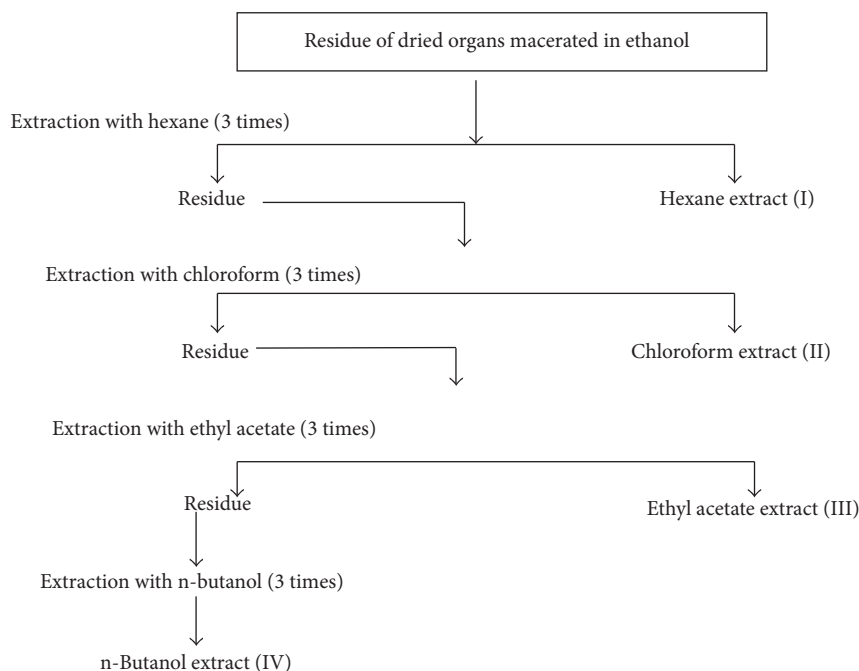 Residue of dried organs macerated in ethanol
Extraction with hexane (3 times)
Residue
Hexane extract (I)
Extraction with chloroform (3 times)
Residue
Chloroform extract (II)
Extraction with ethyl acetate (3 times)
Residue
Ethyl acetate extract (III)
Extraction with n-butanol (3 times)
n-Butanol extract (IV)